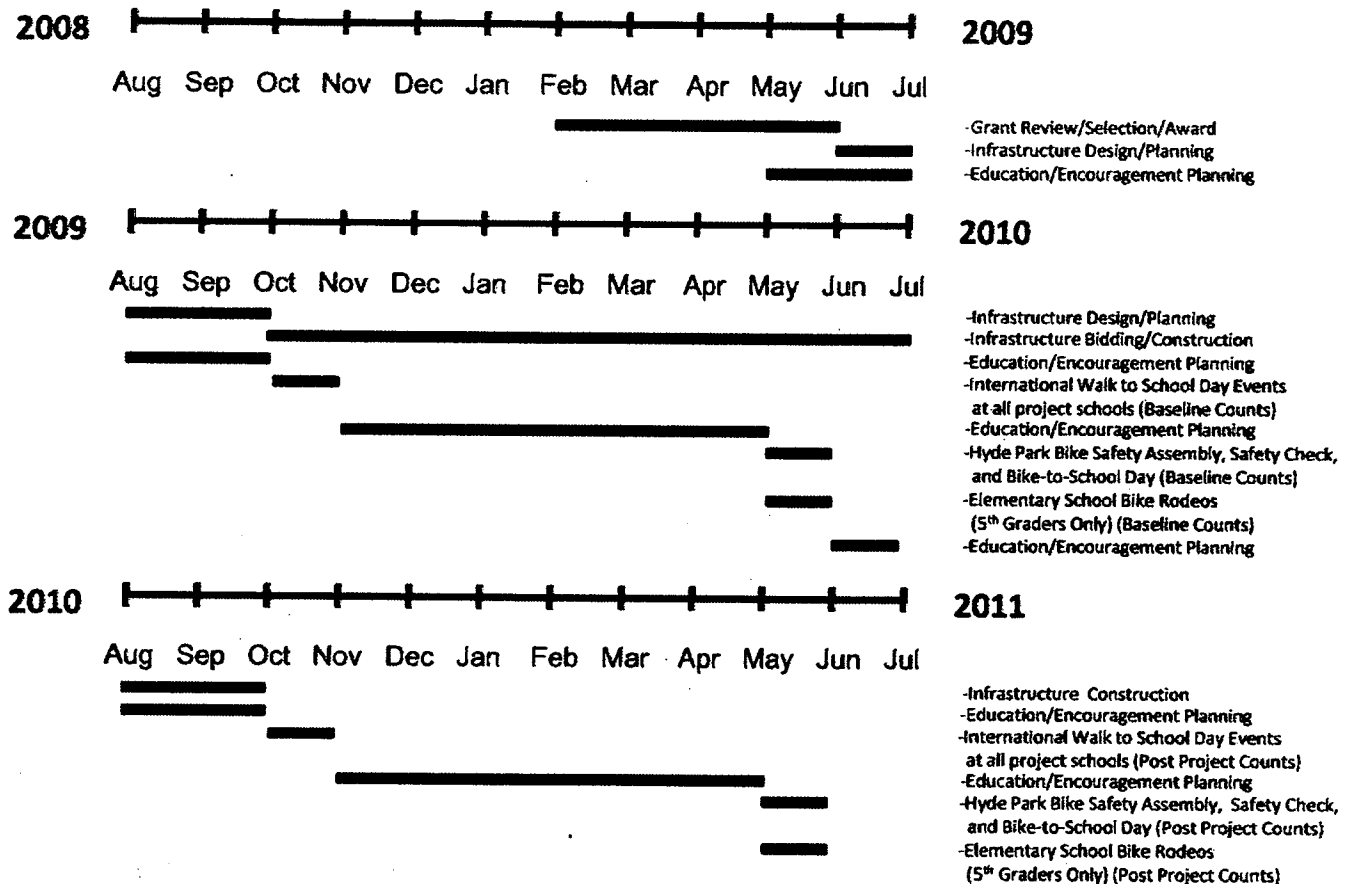 2008 2009
Aug Sep Oct Nov Dec Jan Feb Mar Apr May Jun Jul
-Grant Review/Selection/Award
-Infrastructure Design/Planning
-Education/Encouragement Planning
2009 2010
Aug Sep Oct Nov Dec Jan Feb Mar Apr May Jun Jul
-Infrastructure Design/Planning
-Infrastructure Bidding/Construction
-Education/Encouragement Planning
-International Walk to School Day Events
at all project schools (Baseline Counts)
-Education/Encouragement Planning
-Hyde Park Bike Safety Assembly, Safety Check,
and Bike-to-School Day (Baseline Counts)
-Elementary School Bike Rodeos
(5th Graders Only) (Baseline Counts)
-Education/Encouragement Planning
2010 2011
Aug Sep Oct Nov Dec Jan Feb Mar Apr May Jun Jul
-Infrastructure Construction
-Education/Encouragement Planning
-International Walk to School Day Events
at all project schools (Post Project Counts)
-Education/Encouragement Planning
-Hyde Park Bike Safety Assembly, Safety Check,
and Bike-to-School Day (Post Project Counts)
-Elementary School Bike Rodeos
(5th Graders Only) (Post Project Counts)